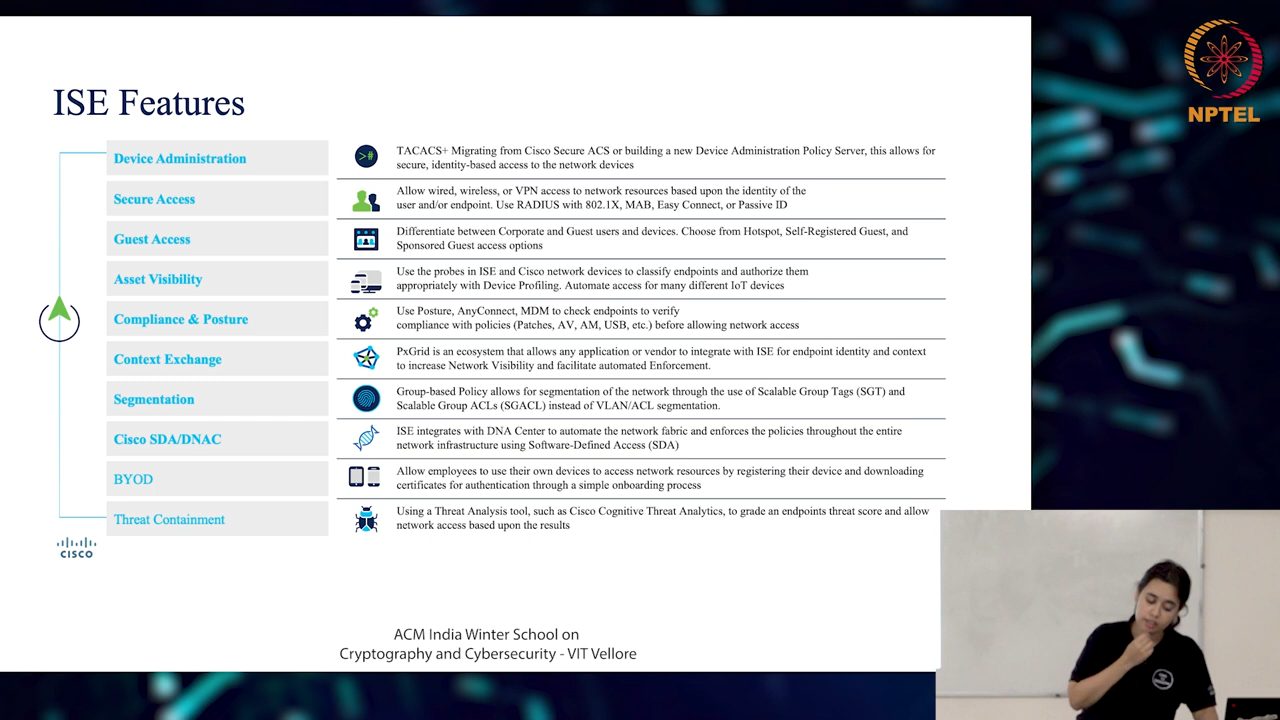 ISE Features
NPTEL
Device Administration
TACACS+ Migrating from Cisco Secure ACS or building a new Device Administration Policy Server, this allows for
secure, identity-based access to the network devices
Secure Access
Allow wired, wireless, or VPN access to network resources based upon the identity of the
user and/or endpoint. Use RADIUS with 802.1X, MAB, Easy Connect, or Passive ID
Guest Access
Differentiate between Corporate and Guest users and devices. Choose from Hotspot, Self-Registered Guest, and
Sponsored Guest access options
Asset Visibility
Use the probes in ISE and Cisco network devices to classify endpoints and authorize them
appropriately with Device Profiling. Automate access for many different IoT devices
Compliance & Posture
Use Posture, AnyConnect, MDM to check endpoints to verify
compliance with policies (Patches, AV, AM, USB, etc.) before allowing network access
Context Exchange
PxGrid is an ecosystem that allows any application or vendor to integrate with ISE for endpoint identity and context
to increase Network Visibility and facilitate automated Enforcement.
Segmentation
Group-based Policy allows for segmentation of the network through the use of Scalable Group Tags (SGT) and
Scalable Group ACLs (SGACL) instead of VLAN/ACL segmentation.
Cisco SDA/DNAC
ISE integrates with DNA Center to automate the network fabric and enforces the policies throughout the entire
network infrastructure using Software-Defined Access (SDA)
BYOD
Allow employees to use their own devices to access network resources by registering their device and downloading
certificates for authentication through a simple onboarding process
Threat Containment
Using a Threat Analysis tool, such as Cisco Cognitive Threat Analytics, to grade an endpoints threat score and allow
network access based upon the results
CISCO
ACM India Winter School on
Cryptography and Cybersecurity - VIT Vellore